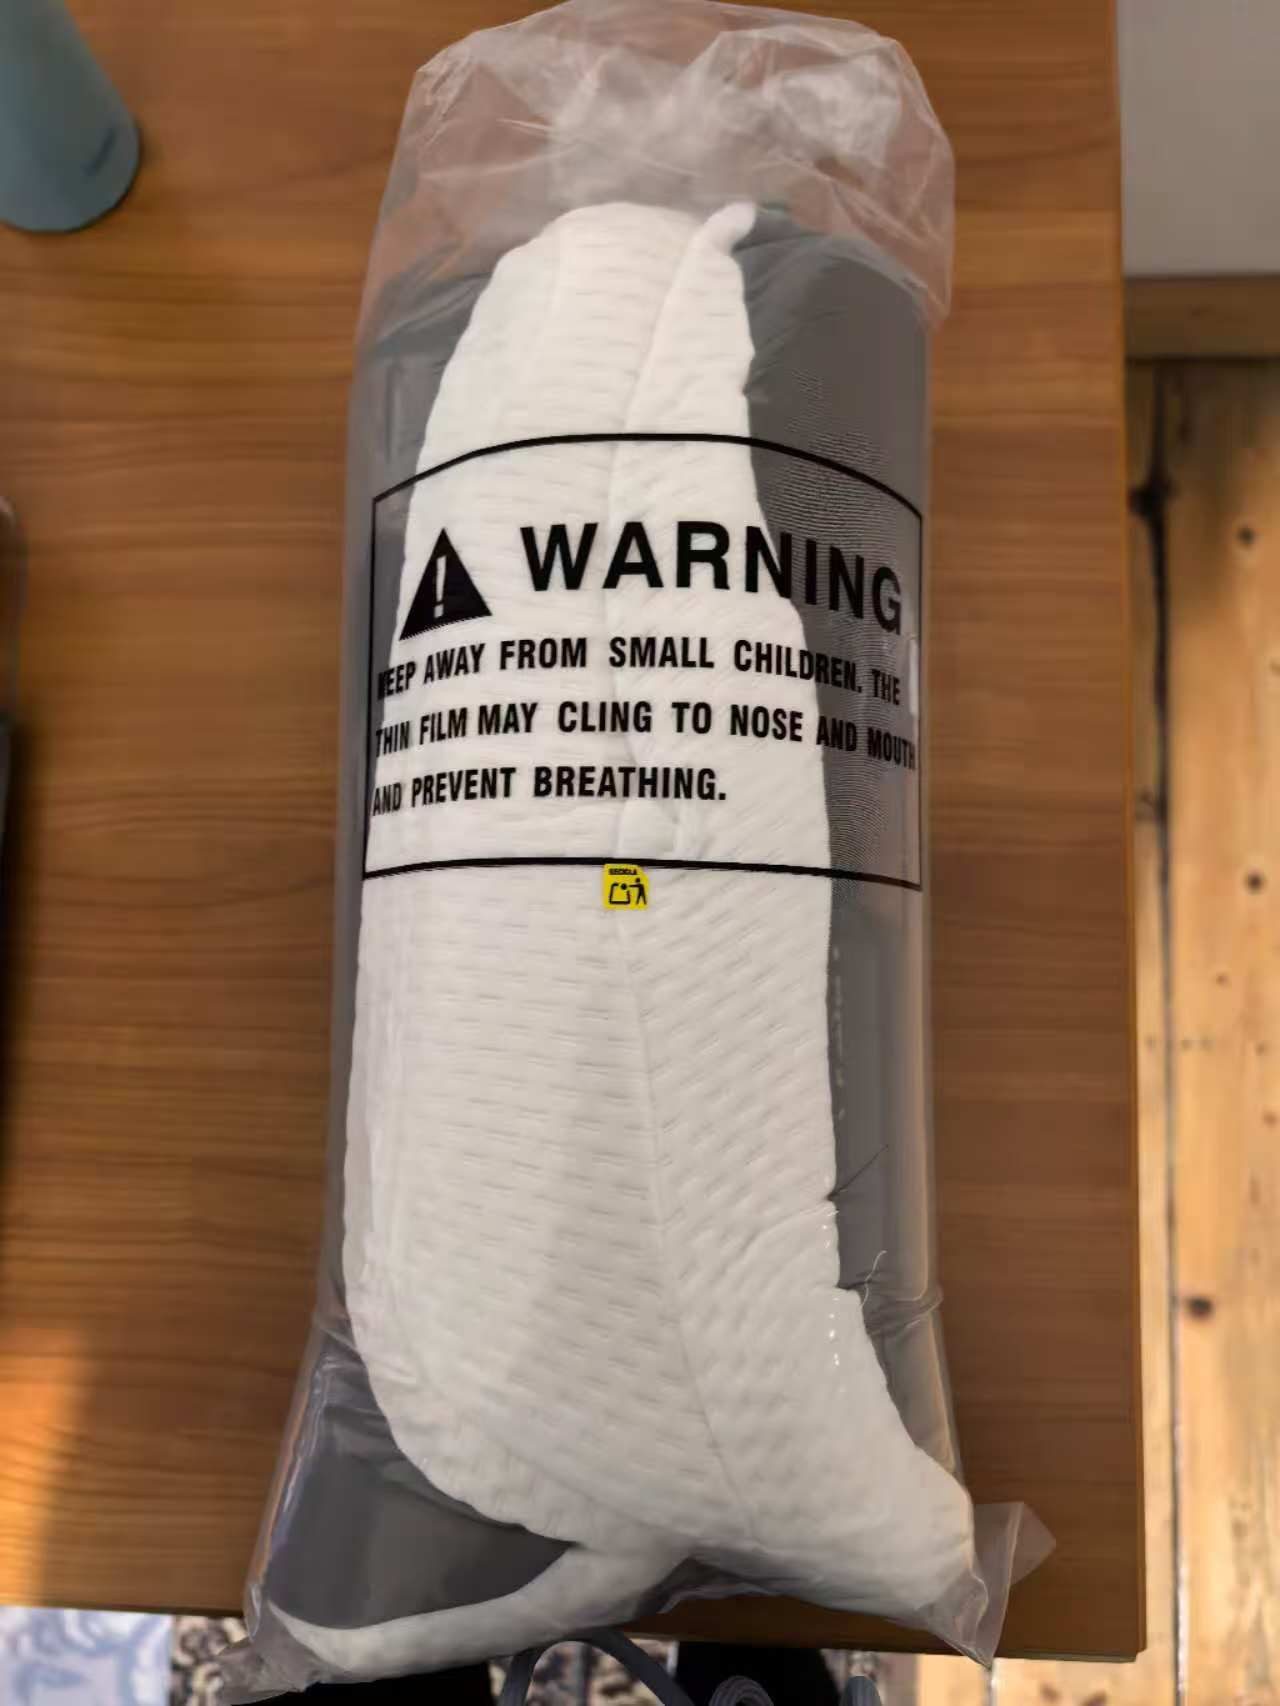 WARNING
KEEP AWAY FROM SMALL CHILDREN. THE
THIN FILM MAY CLING TO NOSE AND MOUTH
AND PREVENT BREATHING.